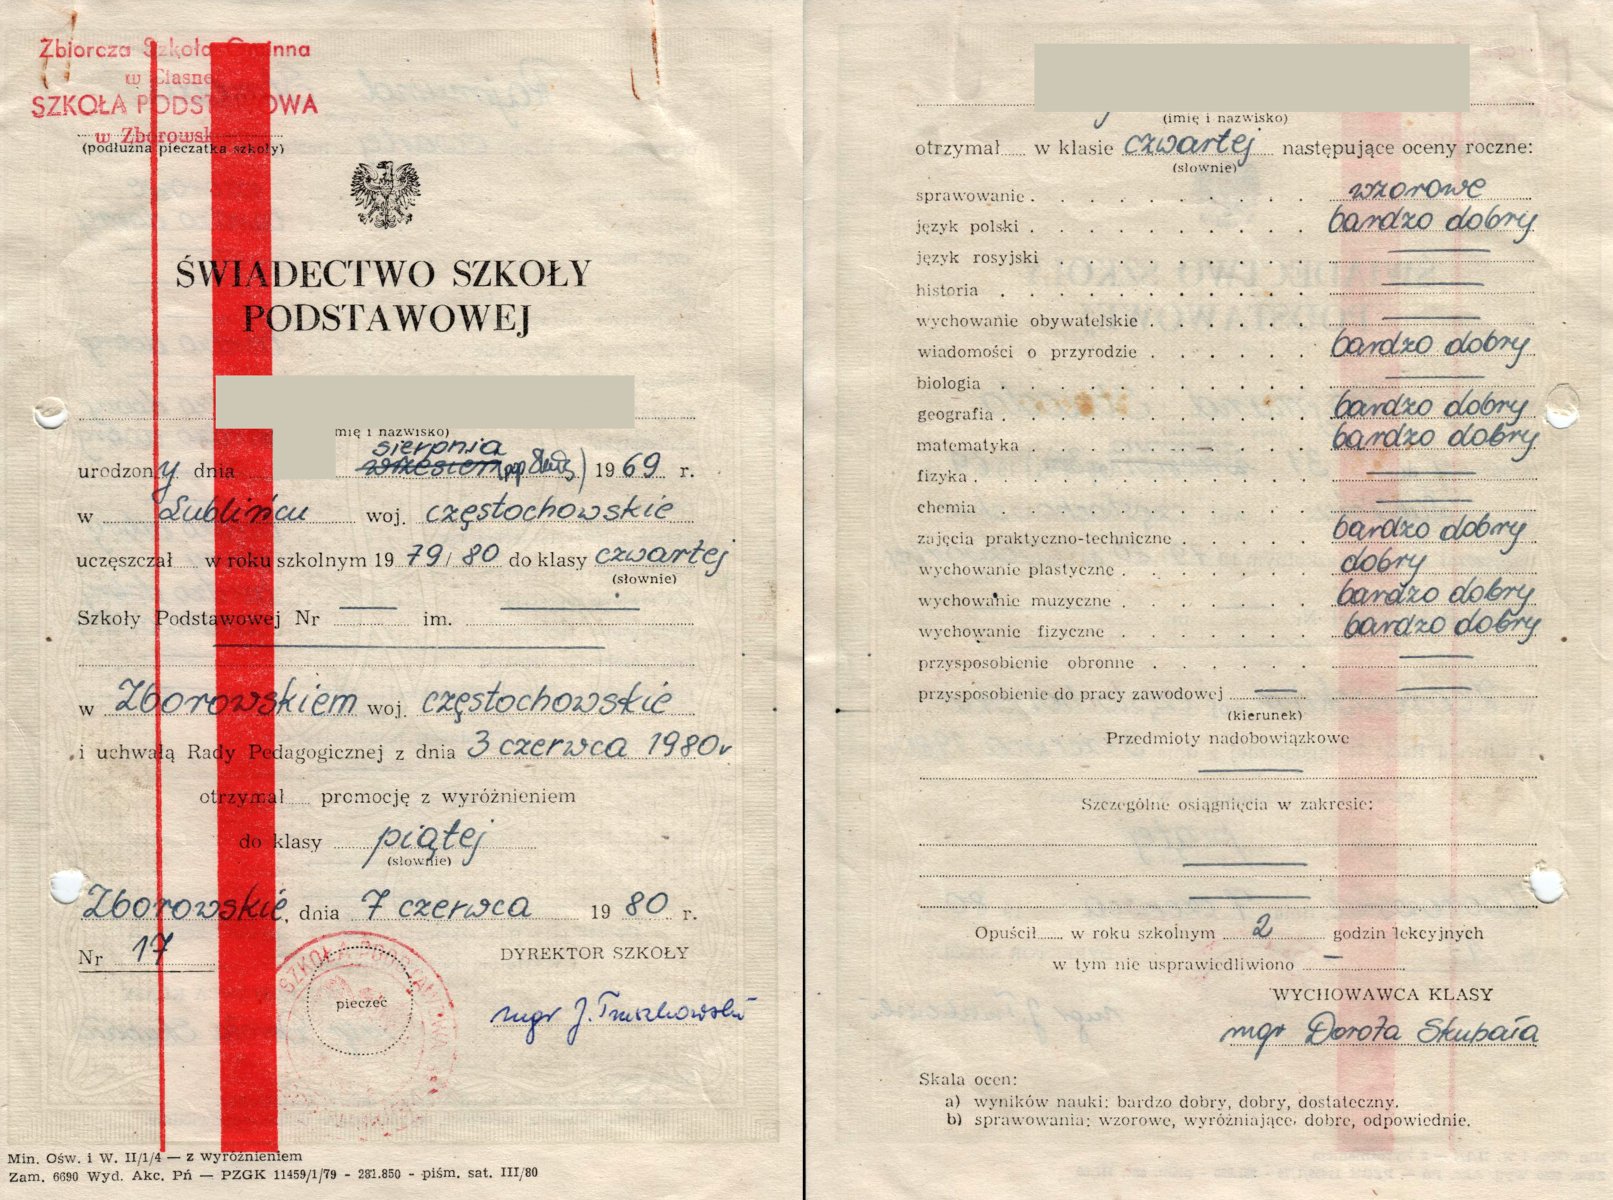 Zbiorcza Szkoła Gminna
w Ciasnej
SZKOŁA PODSTAWOWA
w Zborowskiem
(podłużna pieczątka szkoły)
ŚWIADECTWO SZKOŁY
PODSTAWOWEJ
mię i nazwisko)
sierpnia
urodzony dnia wrzesień 1969 r.
w Lublińcu woj. częstochowskie
uczęszczał w roku szkolnym 1979/80 do klasy czwartej
(słownie)
Szkoły Podstawowej Nr — im. —
w Zborowskiem woj. częstochowskie
i uchwałą Rady Pedagogicznej z dnia 3 czerwca 1980 r
otrzymał promocję z wyróżnieniem
do klasy piątej
(słownie)
Zborowskie, dnia 7 czerwca 1980 r.
Nr 17
DYREKTOR SZKOŁY
pieczęć
SZKOŁA PODSTAWOWA
mgr J.
Min. Ośw. i W. II/1/4 — z wyróżnieniem
Zam. 6690 Wyd. Akc. Pń — PZGK 11459/1/79 - 281.850 - piśm. sat. III/80
(imię i nazwisko)
otrzymał w klasie czwartej następujące oceny roczne:
(słownie)
sprawowanie . wzorowe
język polski . bardzo dobry
język rosyjski . —
historia . —
wychowanie obywatelskie . —
wiadomości o przyrodzie . bardzo dobry
biologia . —
geografia . bardzo dobry
matematyka . bardzo dobry
fizyka . —
chemia . —
zajęcia praktyczno-techniczne . bardzo dobry
wychowanie plastyczne . dobry
wychowanie muzyczne . bardzo dobry
wychowanie fizyczne . bardzo dobry
przysposobienie obronne . —
przysposobienie do pracy zawodowej — —
(kierunek)
Przedmioty nadobowiązkowe
—
Szczególne osiągnięcia w zakresie:
—
—
Opuścił w roku szkolnym 2 godzin lekcyjnych
w tym nie usprawiedliwiono —
WYCHOWAWCA KLASY
mgr Dorota Skupała
Skala ocen:
a) wyników nauki: bardzo dobry, dobry, dostateczny.
b) sprawowania: wzorowe, wyróżniające, dobre, odpowiednie.